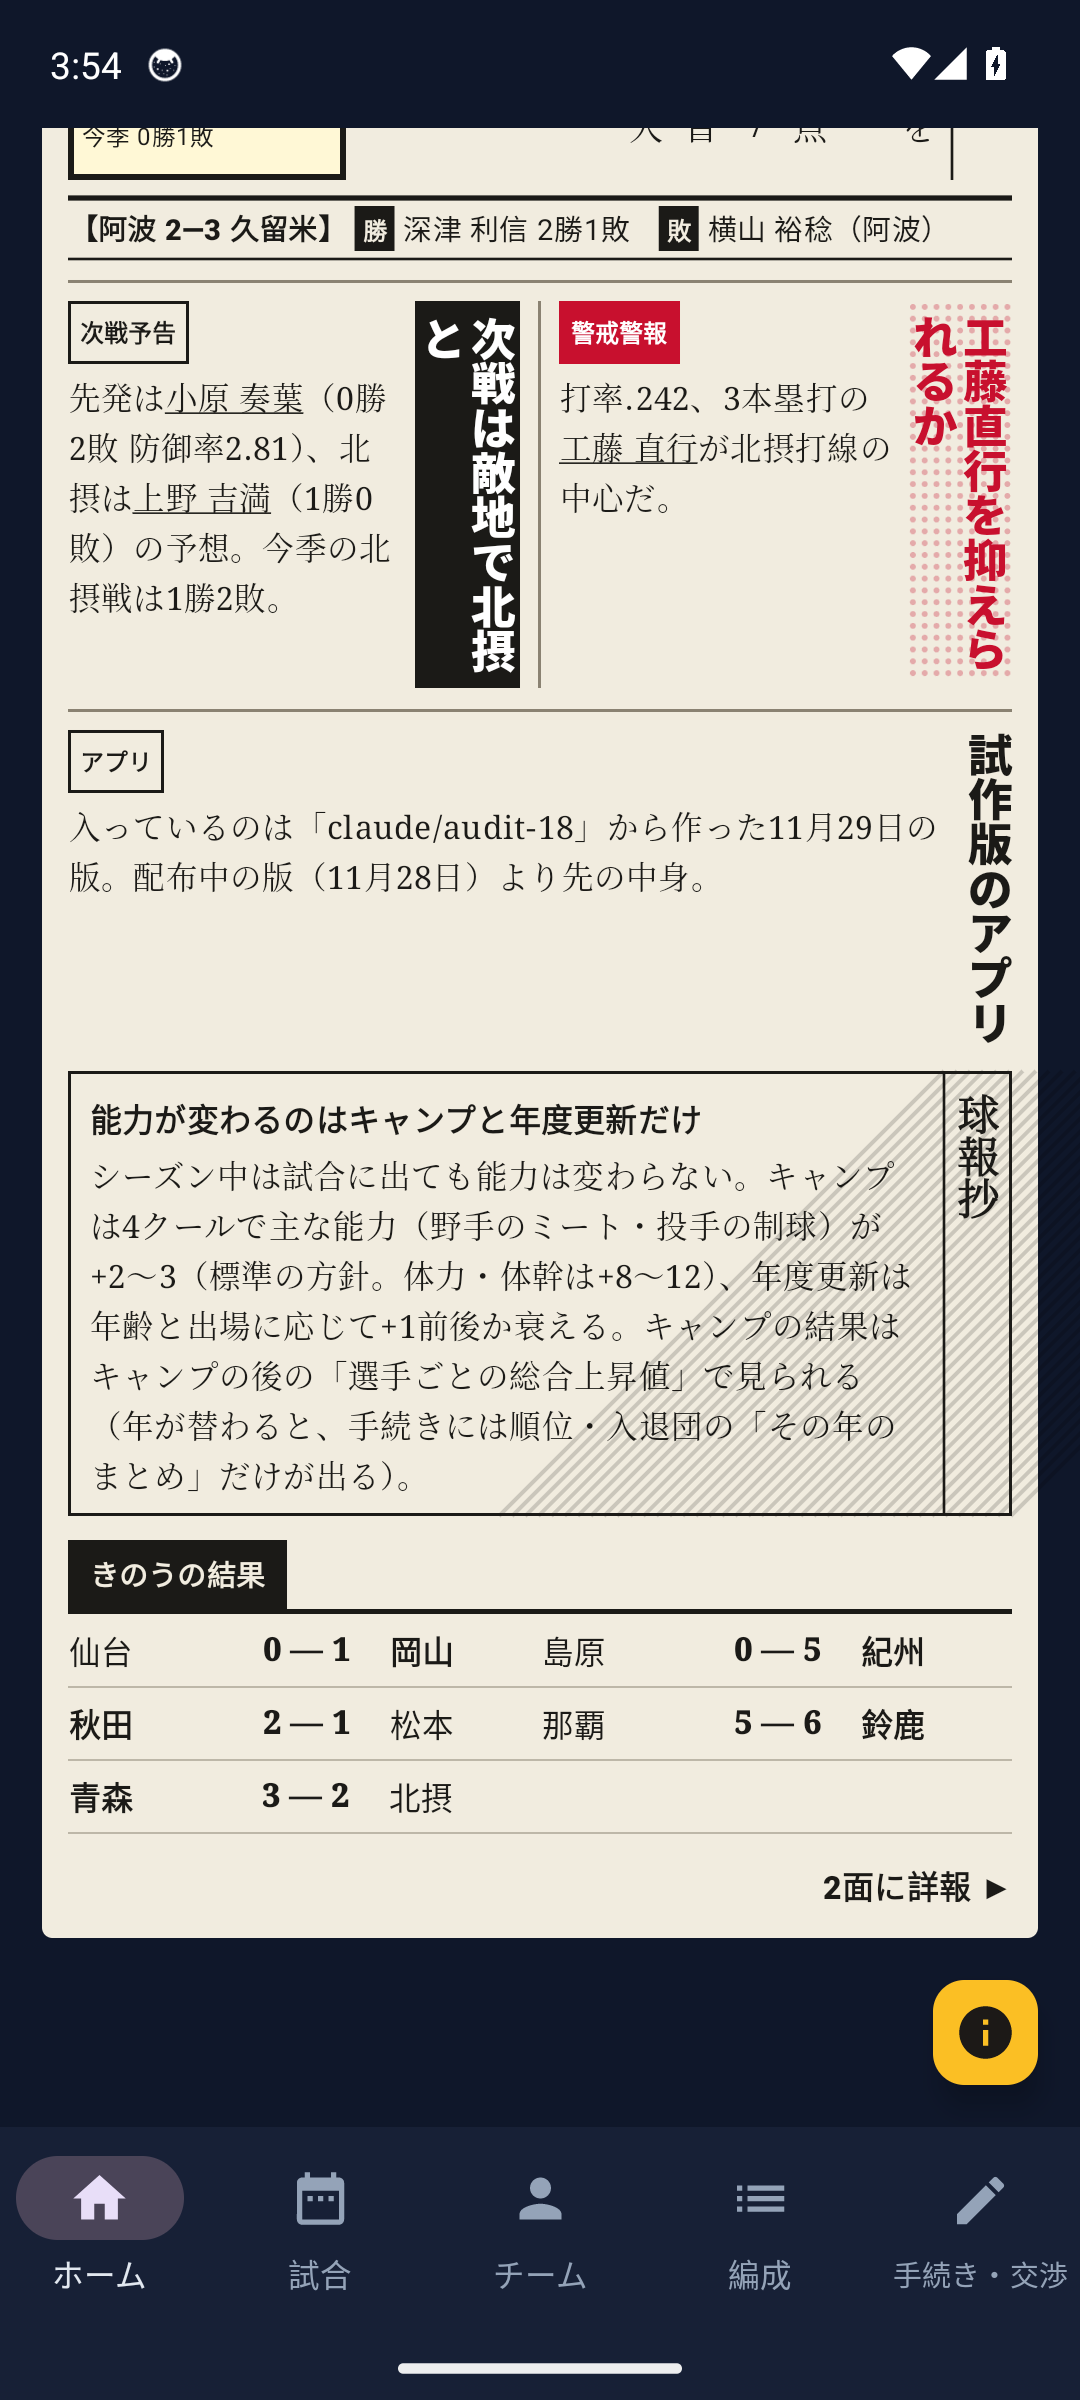 3:54
今季 0勝1敗
を
【阿波 2–3 久留米】 勝 深津 利信 2勝1敗 敗 横山 裕稔（阿波）
工藤直行を抑えら
れるか
警戒警報
打率.242、3本塁打の
工藤 直行が北摂打線の
中心だ。
次戦は敵地で北摂
と
次戦予告
先発は小原 奏葉（0勝
2敗 防御率2.81）、北
摂は上野 吉満（1勝0
敗）の予想。今季の北
摂戦は1勝2敗。
試作版のアプリ
アプリ
入っているのは「claude/audit-18」から作った11月29日の
版。配布中の版（11月28日）より先の中身。
球報抄
能力が変わるのはキャンプと年度更新だけ
シーズン中は試合に出ても能力は変わらない。キャンプ
は4クールで主な能力（野手のミート・投手の制球）が
+2〜3（標準の方針。体力・体幹は+8〜12）、年度更新は
年齢と出場に応じて+1前後か衰える。キャンプの結果は
キャンプの後の「選手ごとの総合上昇値」で見られる
（年が替わると、手続きには順位・入退団の「その年の
まとめ」だけが出る）。
きのうの結果
仙台 0 — 1 岡山 島原 0 — 5 紀州
秋田 2 — 1 松本 那覇 5 — 6 鈴鹿
青森 3 — 2 北摂
2面に詳報 ►
ホーム 試合 チーム 編成 手続き・交渉